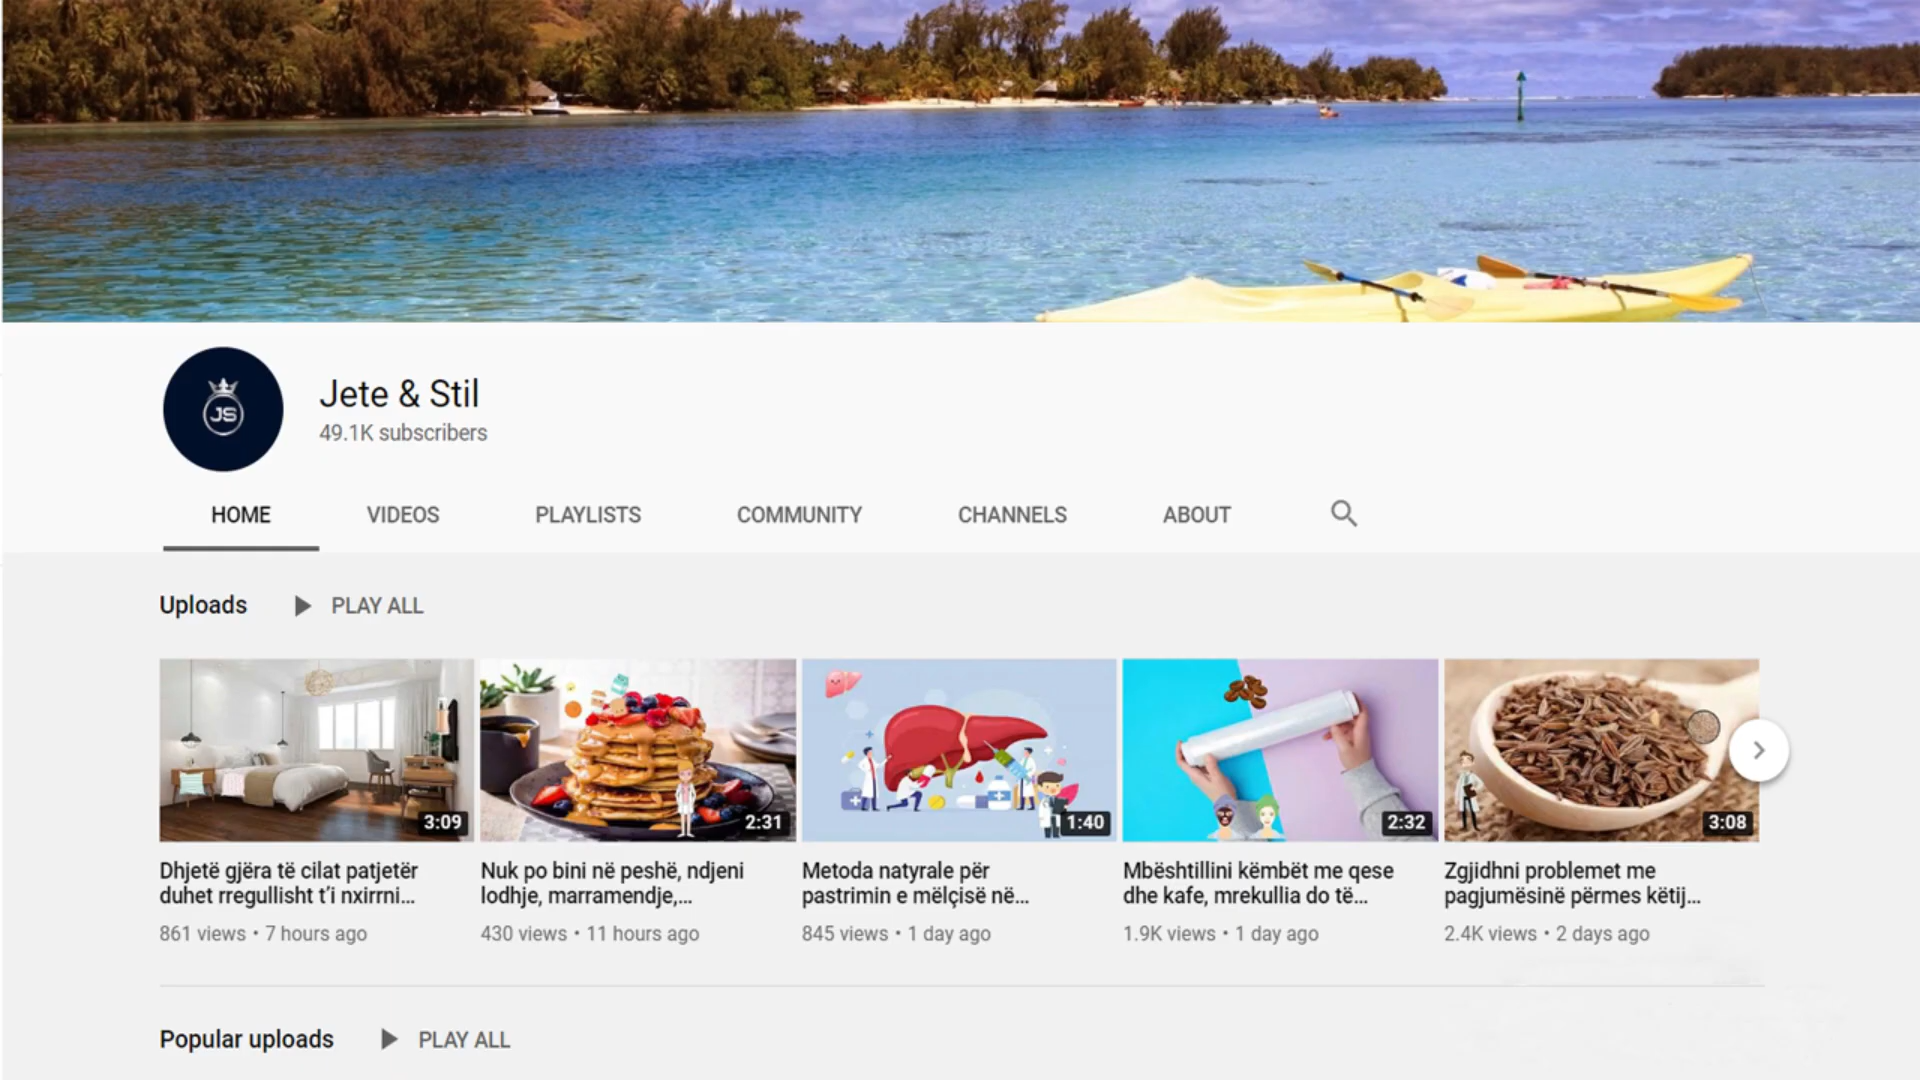 JS
Jete & Stil
49.1K subscribers
HOME VIDEOS PLAYLISTS COMMUNITY CHANNELS ABOUT
Uploads PLAY ALL
3:09 2:31 1:40 2:32 3:08
Dhjetë gjëra të cilat patjetër
duhet rregullisht t’i nxirrni...
861 views • 7 hours ago
Nuk po bini në peshë, ndjeni
lodhje, marramendje,...
430 views • 11 hours ago
Metoda natyrale për
pastrimin e mëlçisë në...
845 views • 1 day ago
Mbështillini këmbët me qese
dhe kafe, mrekullia do të...
1.9K views • 1 day ago
Zgjidhni problemet me
pagjumësinë përmes këtij...
2.4K views • 2 days ago
Popular uploads PLAY ALL